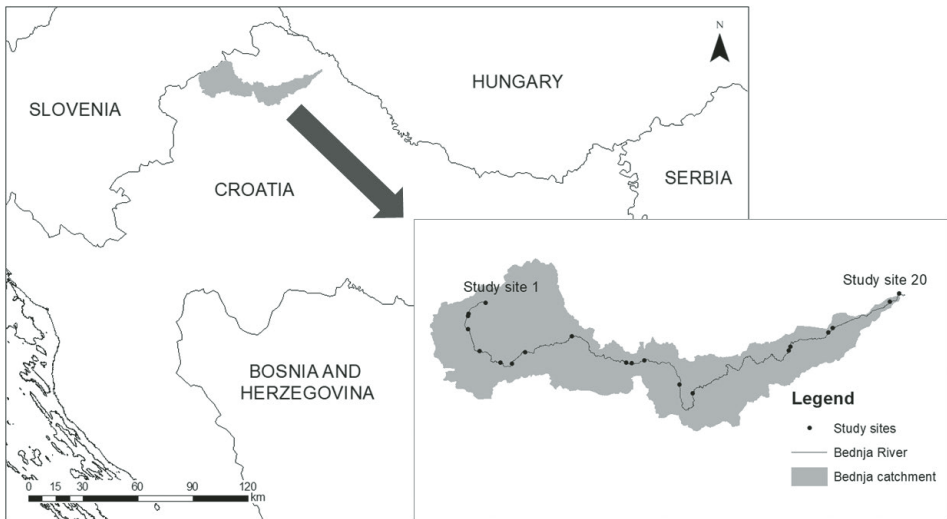 N
HUNGARY
SLOVENIA
SERBIA
CROATIA
BOSNIA AND
HERZEGOVINA
0 15 30 60 90 120
km
Study site 1
Study site 20
Legend
Study sites
Bednja River
Bednja catchment